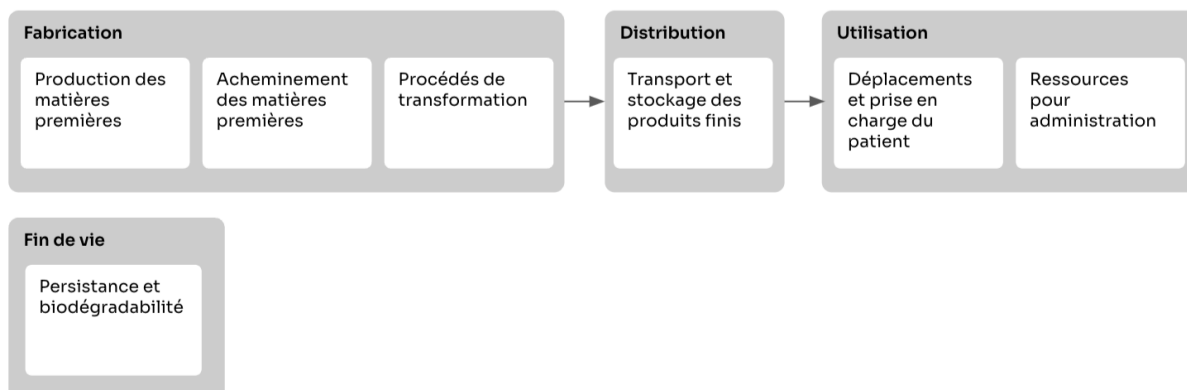 Fabrication
Production des
matières
premières
Acheminement
des matières
premières
Procédés de
transformation
Distribution
Transport et
stockage des
produits finis
Utilisation
Déplacements
et prise en
charge du
patient
Ressources
pour
administration
Fin de vie
Persistance et
biodégradabilité